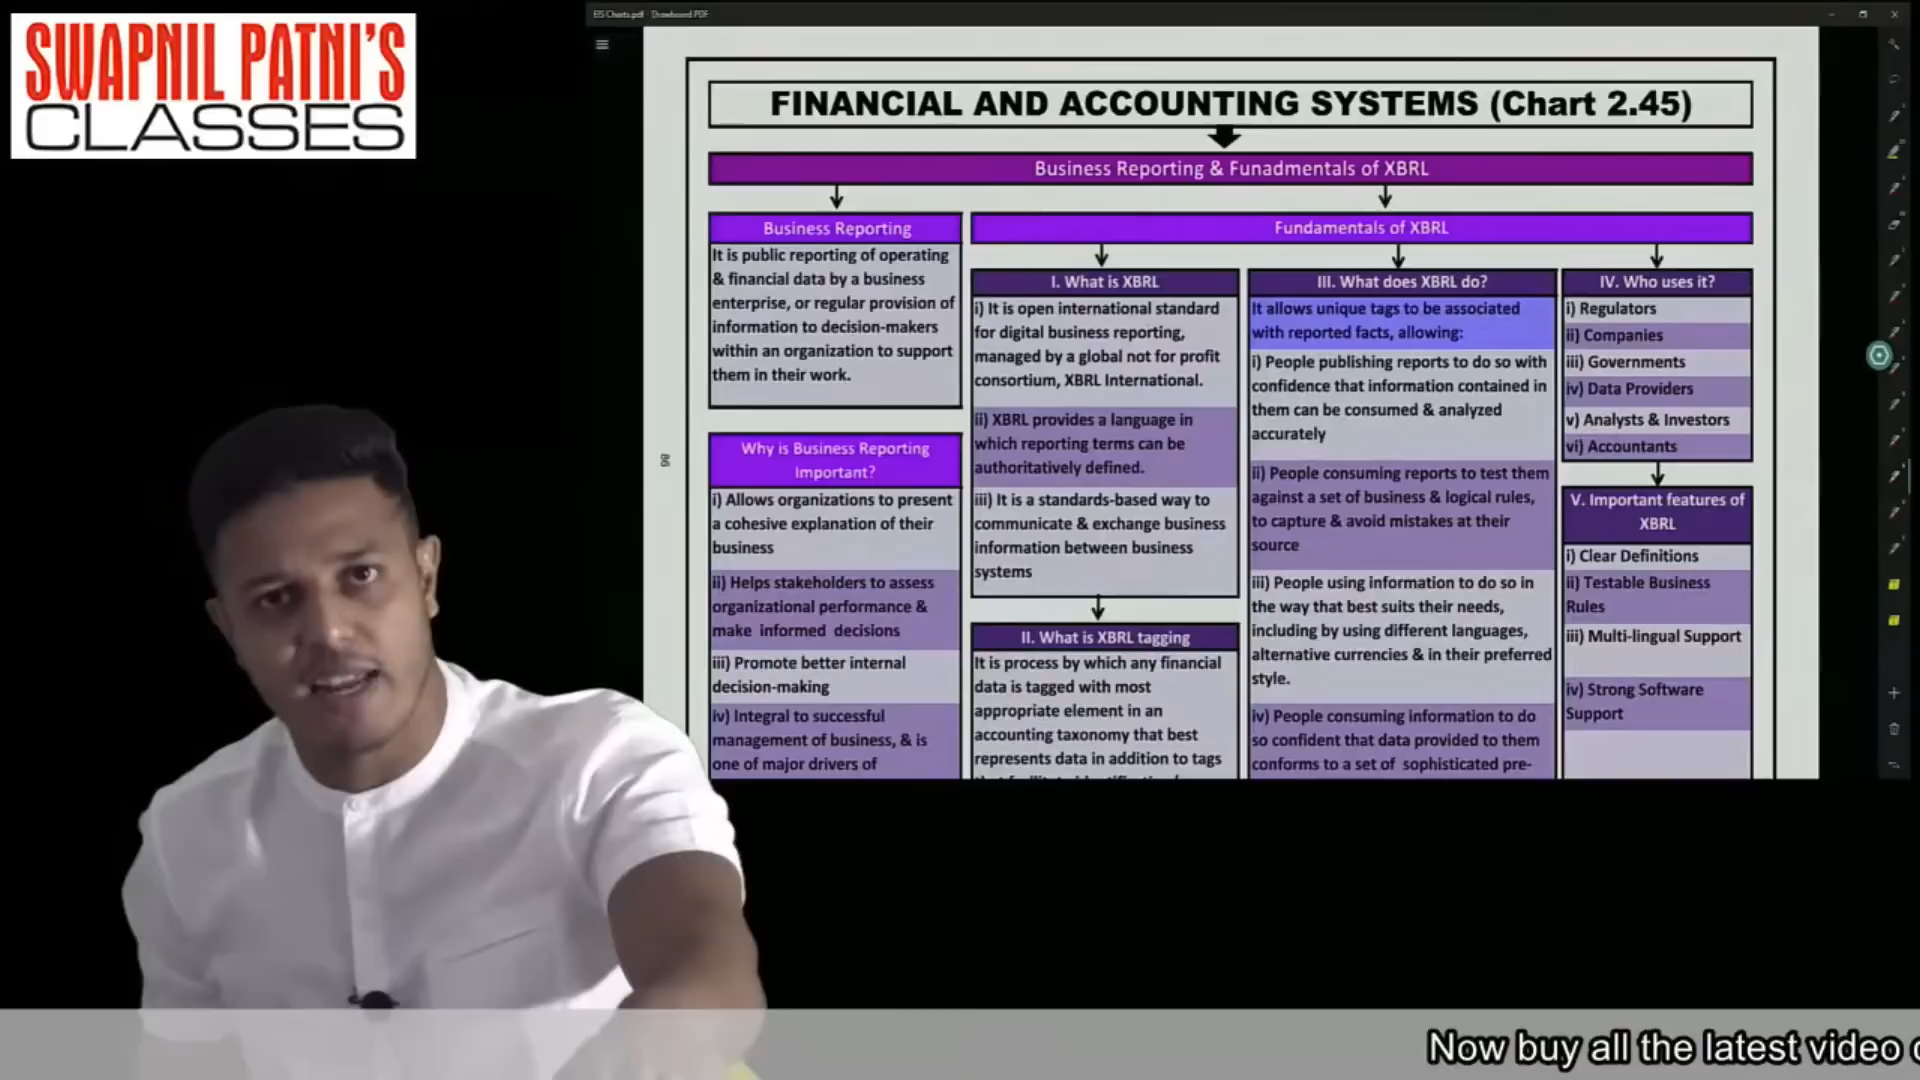 SWAPNIL PATNI'S
CLASSES
EIS Charts.pdf - Drawboard PDF
FINANCIAL AND ACCOUNTING SYSTEMS (Chart 2.45)
Business Reporting & Funadmentals of XBRL
Business Reporting
It is public reporting of operating
& financial data by a business
enterprise, or regular provision of
information to decision-makers
within an organization to support
them in their work.
Why is Business Reporting
Important?
i) Allows organizations to present
a cohesive explanation of their
business
ii) Helps stakeholders to assess
organizational performance &
make informed decisions
iii) Promote better internal
decision-making
iv) Integral to successful
management of business, & is
one of major drivers of
Fundamentals of XBRL
I. What is XBRL
i) It is open international standard
for digital business reporting,
managed by a global not for profit
consortium, XBRL International.
ii) XBRL provides a language in
which reporting terms can be
authoritatively defined.
iii) It is a standards-based way to
communicate & exchange business
information between business
systems
II. What is XBRL tagging
It is process by which any financial
data is tagged with most
appropriate element in an
accounting taxonomy that best
represents data in addition to tags
III. What does XBRL do?
It allows unique tags to be associated
with reported facts, allowing:
i) People publishing reports to do so with
confidence that information contained in
them can be consumed & analyzed
accurately
ii) People consuming reports to test them
against a set of business & logical rules,
to capture & avoid mistakes at their
source
iii) People using information to do so in
the way that best suits their needs,
including by using different languages,
alternative currencies & in their preferred
style.
iv) People consuming information to do
so confident that data provided to them
conforms to a set of sophisticated pre-
IV. Who uses it?
i) Regulators
ii) Companies
iii) Governments
iv) Data Providers
v) Analysts & Investors
vi) Accountants
V. Important features of
XBRL
i) Clear Definitions
ii) Testable Business
Rules
iii) Multi-lingual Support
iv) Strong Software
Support
86
Now buy all the latest video